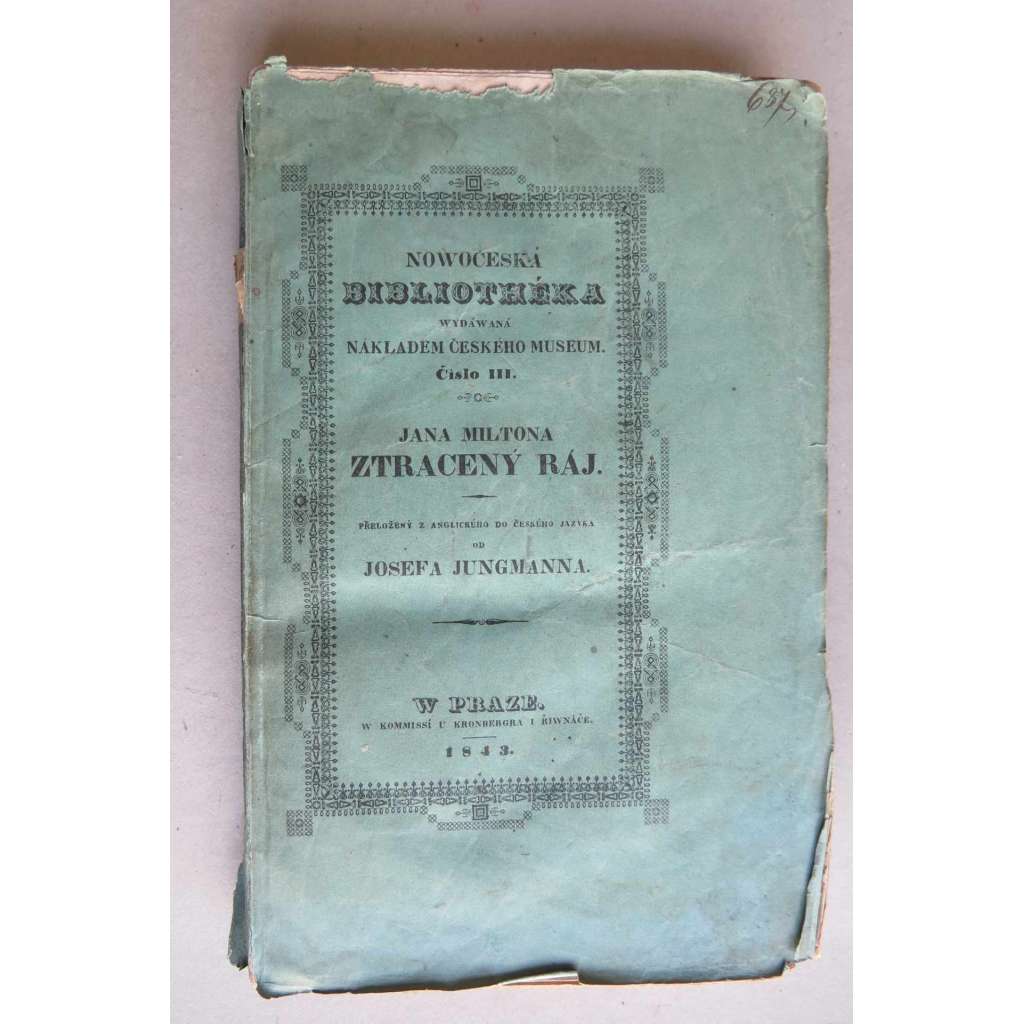 687,
NOWOČESKÁ
BIBLIOTHÉKA
WYDÁWANÁ
NÁKLADEM ČESKÉHO MUSEUM.
Číslo III.
JANA MILTONA
ZTRACENÝ RÁJ.
PŘELOŽENÝ Z ANGLICKÉHO DO ČESKÉHO JAZYKA
OD
JOSEFA JUNGMANNA.
W PRAZE.
W KOMMISSÍ U KRONBERGRA I ŘIWNÁČE.
1843.